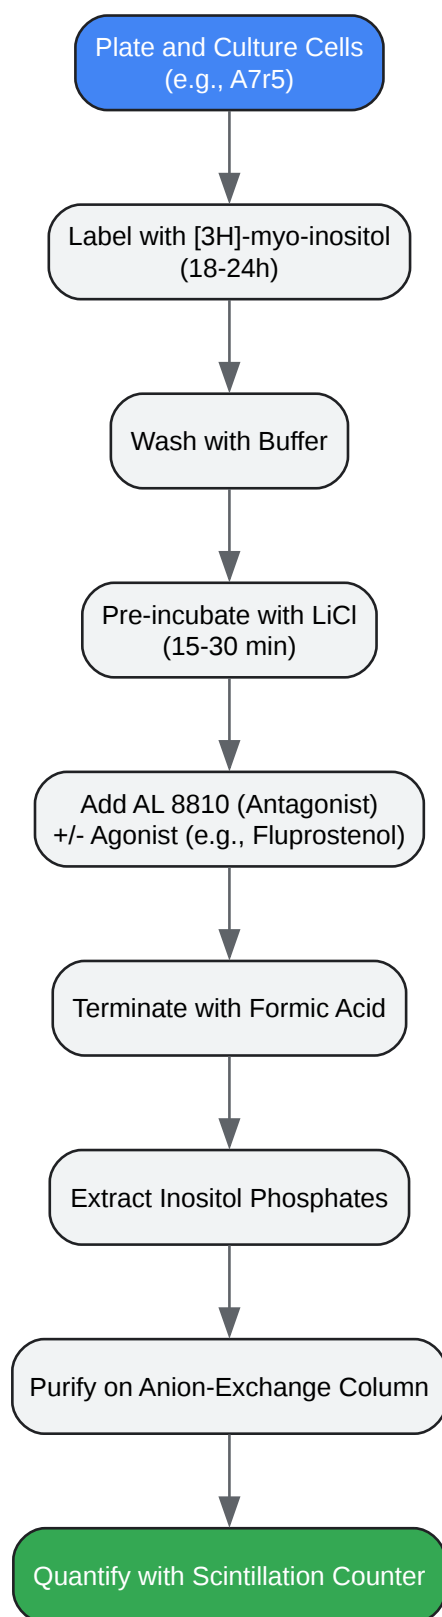 Plate and Culture Cells
(e.g., A7r5)
Label with [3H]-myo-inositol
(18-24h)
Wash with Buffer
Pre-incubate with LiCl
(15-30 min)
Add AL 8810 (Antagonist)
+/- Agonist (e.g., Fluprostenol)
Terminate with Formic Acid
Extract Inositol Phosphates
Purify on Anion-Exchange Column
Quantify with Scintillation Counter